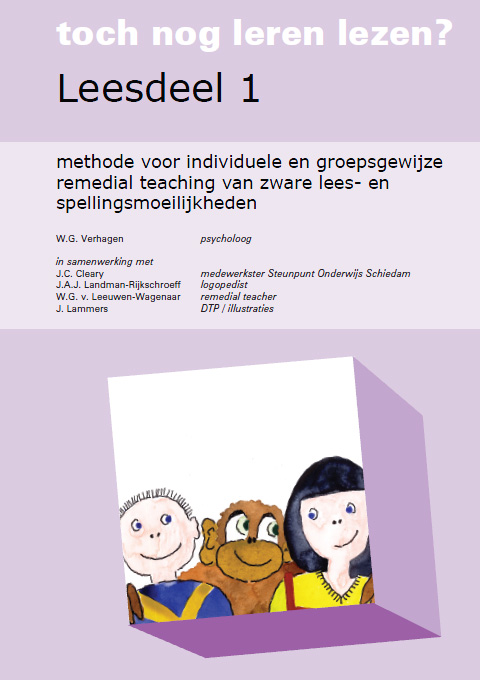 toch nog leren lezen?
Leesdeel 1
methode voor individuele en groepsgewijze
remedial teaching van zware lees- en
spellingsmoeilijkheden
W.G. Verhagen psycholoog
in samenwerking met
J.C. Cleary medewerkster Steunpunt Onderwijs Schiedam
J.A.J. Landman-Rijkschroeff logopedist
W.G. v. Leeuwen-Wagenaar remedial teacher
J. Lammers DTP / illustraties